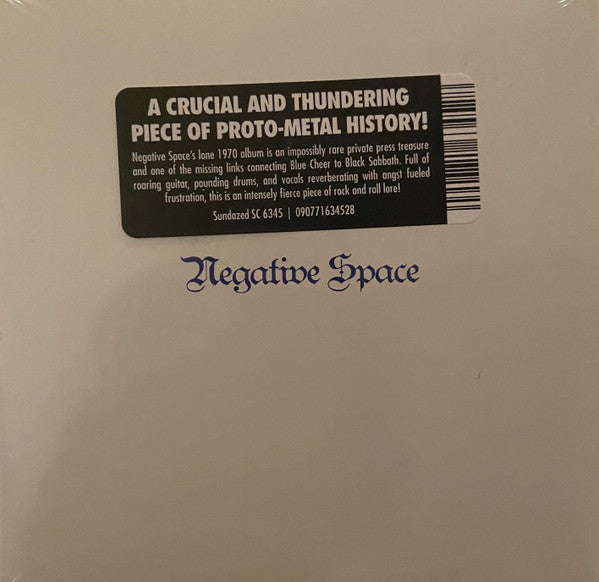 A CRUCIAL AND THUNDERING
PIECE OF PROTO-METAL HISTORY!
Negative Space's lone 1970 album is an impossibly rare private press treasure
and one of the missing links connecting Blue Cheer to Black Sabbath. Full of
roaring guitar, pounding drums, and vocals reverberating with angst fueled
frustration, this is an intensely fierce piece of rock and roll lore!
Sundazed SC 6345 | 090771634528
Negative Space